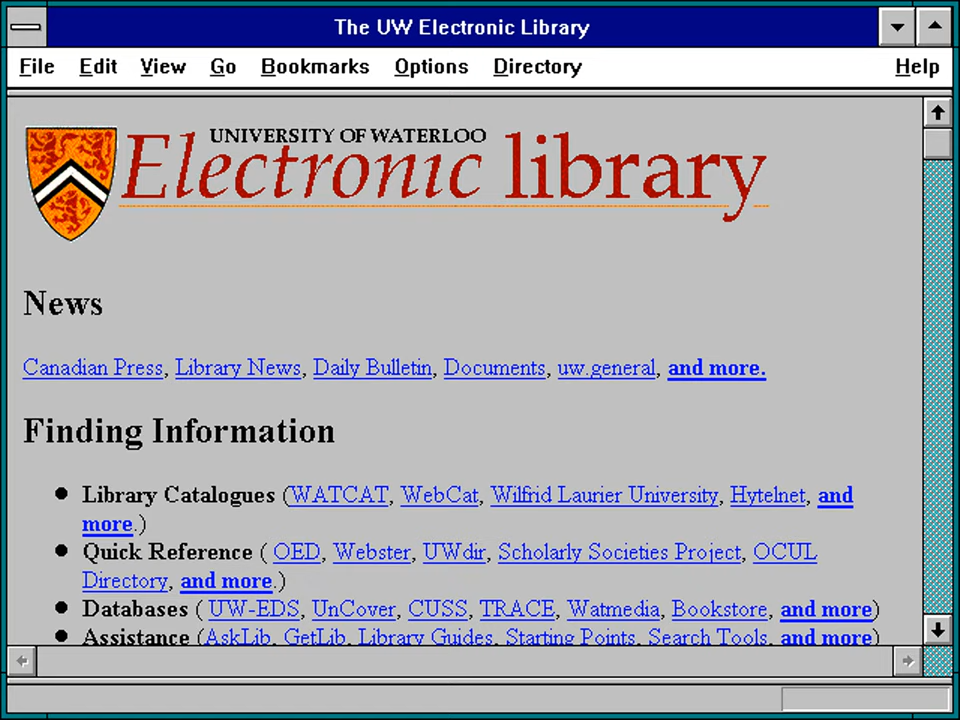 The UW Electronic Library
File Edit View Go Bookmarks Options Directory Help
UNIVERSITY OF WATERLOO
Electronic library
News
Canadian Press, Library News, Daily Bulletin, Documents, uw.general, and more.
Finding Information
Library Catalogues (WATCAT, WebCat, Wilfrid Laurier University, Hytelnet, and
more.)
Quick Reference ( OED, Webster, UWdir, Scholarly Societies Project, OCUL
Directory, and more.)
Databases ( UW-EDS, UnCover, CUSS, TRACE, Watmedia, Bookstore, and more)
Assistance (AskLib, GetLib, Library Guides, Starting Points, Search Tools, and more)